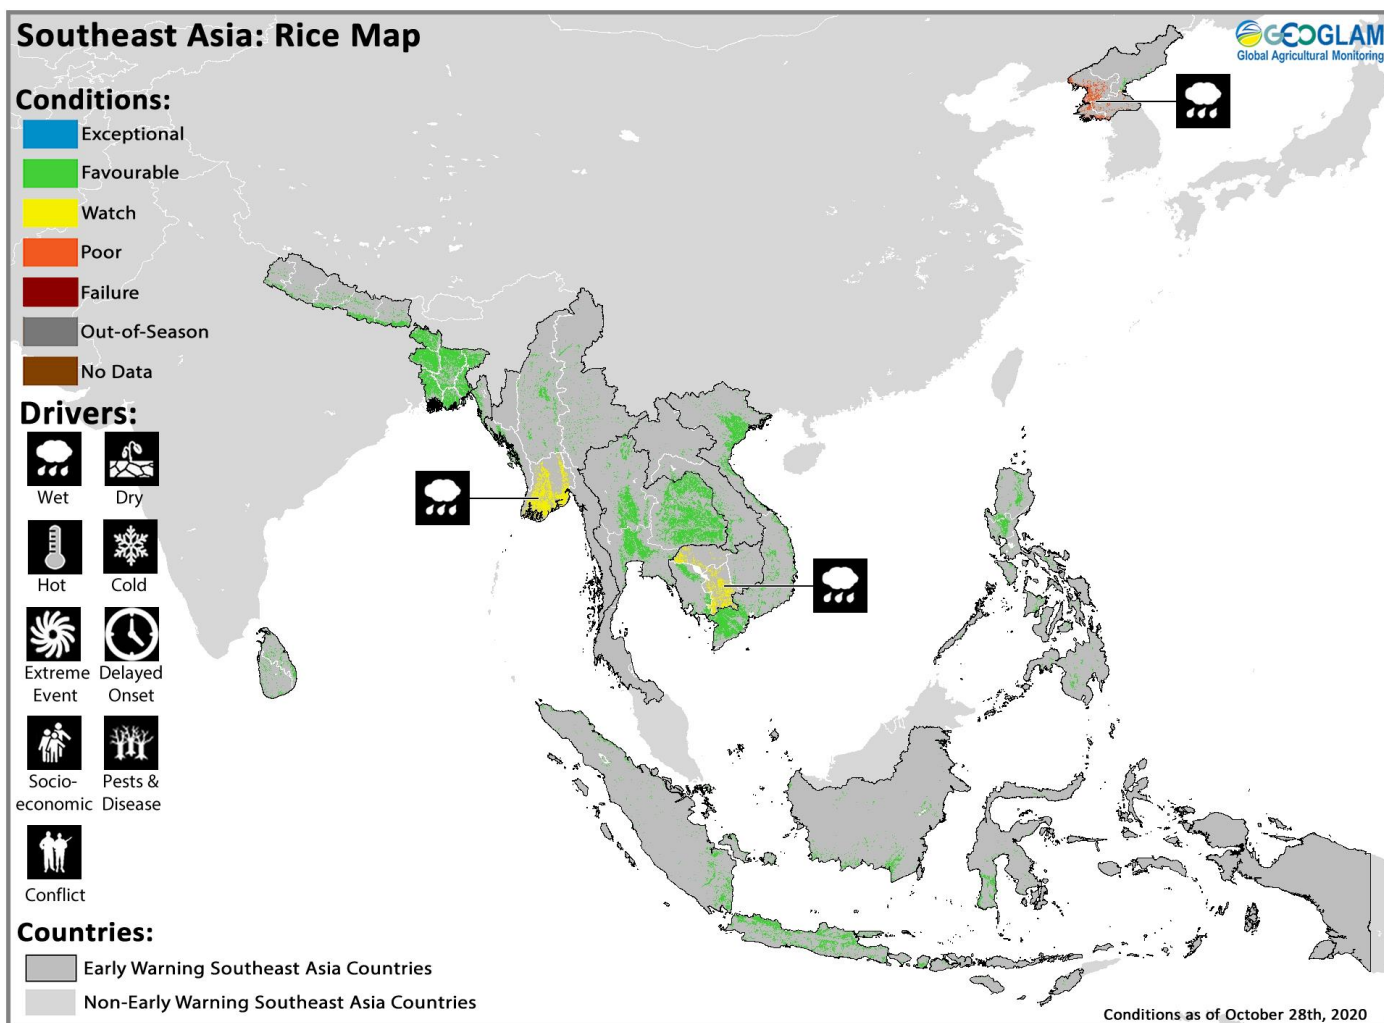 Southeast Asia: Rice Map
GEOGLAM
Global Agricultural Monitoring
Conditions:
Exceptional
Favourable
Watch
Poor
Failure
Out-of-Season
No Data
Drivers:
Wet
Dry
Hot
Cold
Extreme
Event
Delayed
Onset
Socio-
economic
Pests &
Disease
Conflict
Countries:
Early Warning Southeast Asia Countries
Non-Early Warning Southeast Asia Countries
Conditions as of October 28th, 2020